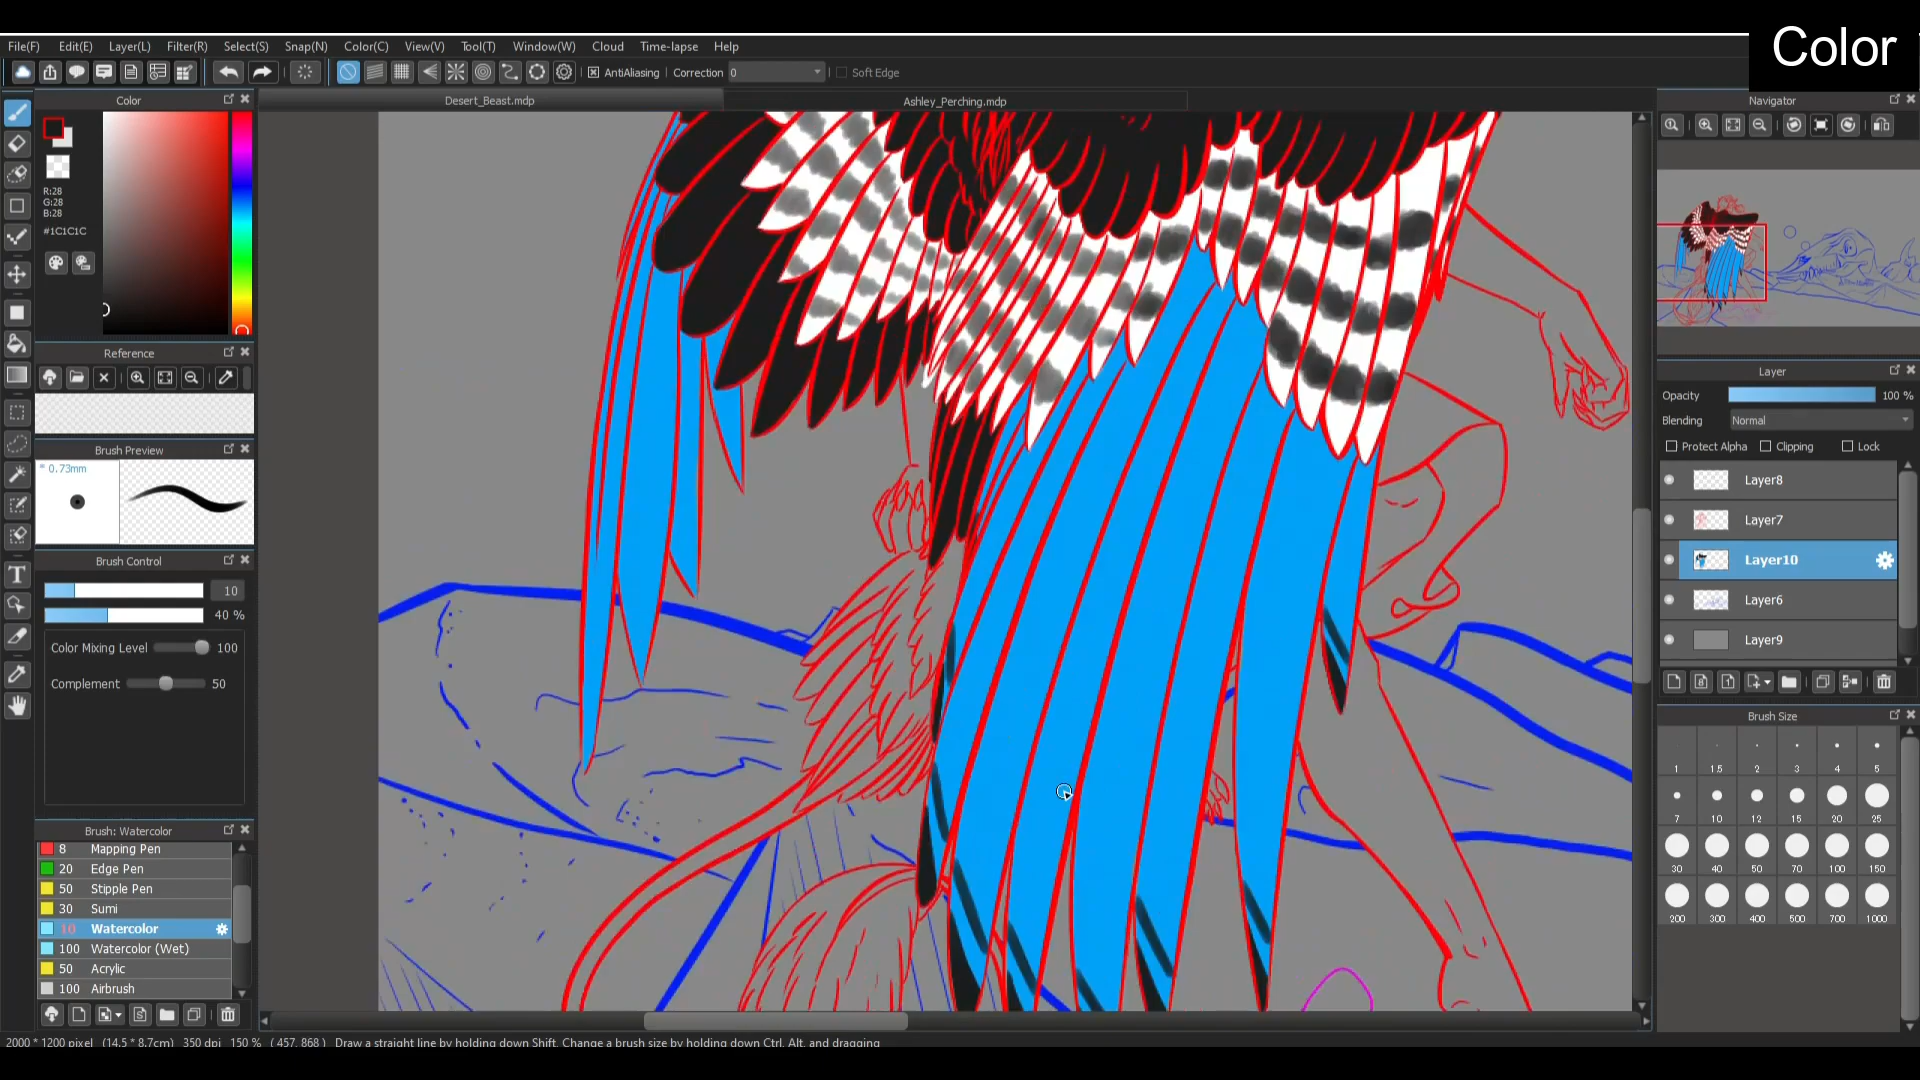 Color
File(F) Edit(E) Layer(L) Filter(R) Select(S) Snap(N) Color(C) View(V) Tool(T) Window(W) Cloud Time-lapse Help
AntiAliasing Correction 0 Soft Edge
Color
Desert_Beast.mdp
Ashley_Perching.mdp
Navigator
R:28
G:28
B:28
#1C1C1C
Reference
Brush Preview
* 0.73mm
Brush Control
10
40 %
Color Mixing Level 100
Complement 50
Brush: Watercolor
8 Mapping Pen
20 Edge Pen
50 Stipple Pen
30 Sumi
10 Watercolor
100 Watercolor (Wet)
50 Acrylic
100 Airbrush
Layer
Opacity 100 %
Blending Normal
Protect Alpha Clipping Lock
Layer8
Layer7
Layer10
Layer6
Layer9
Brush Size
1 1.5 2 3 4 5
7 10 12 15 20 25
30 40 50 70 100 150
200 300 400 500 700 1000
2000 * 1200 pixel (14.5 * 8.7cm) 350 dpi 150 % ( 457, 868 ) Draw a straight line by holding down Shift, Change a brush size by holding down Ctrl, Alt, and dragging